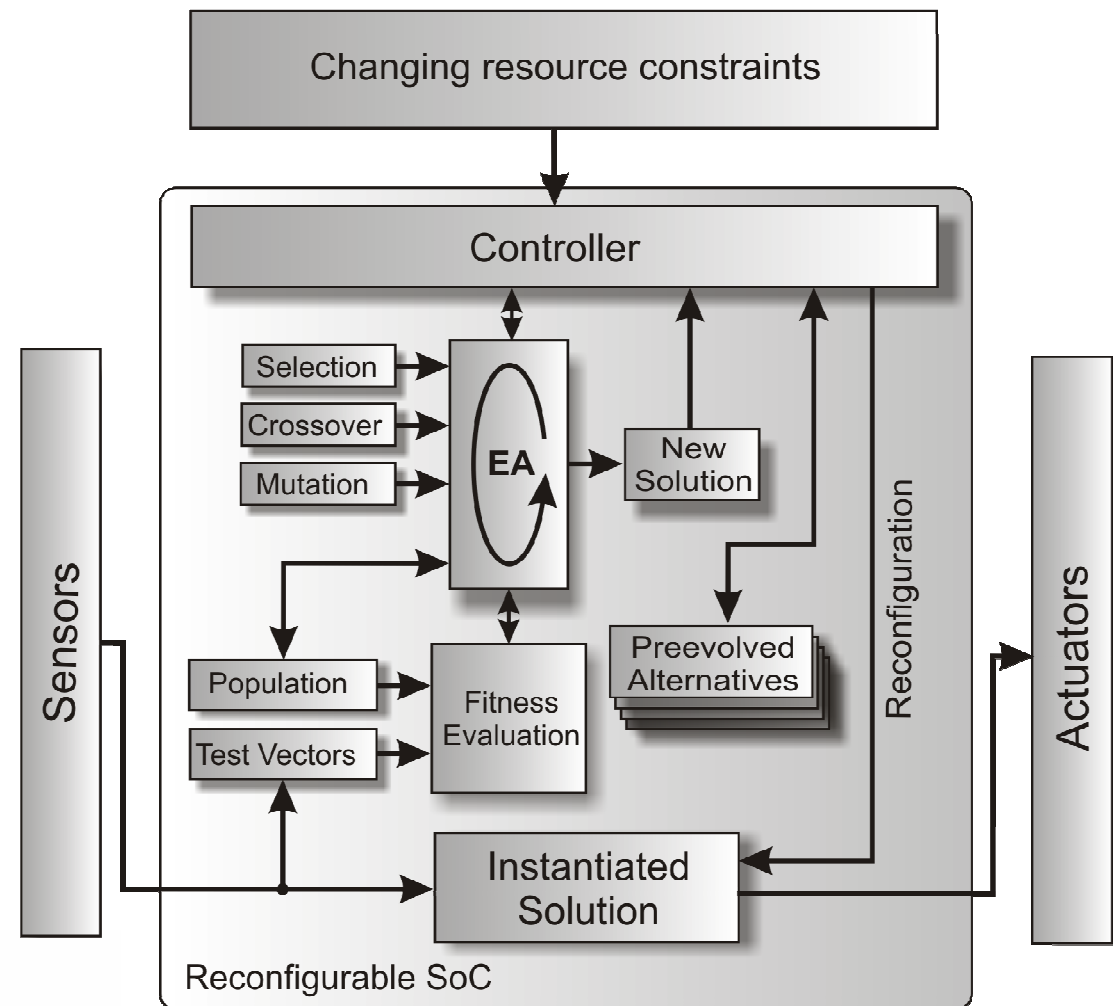 Changing resource constraints
Controller
Selection
Crossover
Mutation
EA
New
Solution
Reconfiguration
Sensors
Actuators
Population
Test Vectors
Fitness
Evaluation
Preevolved
Alternatives
Instantiated
Solution
Reconfigurable SoC